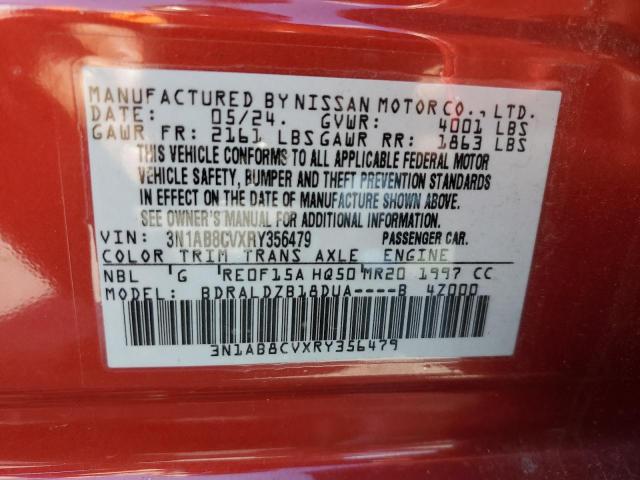 MANUFACTURED BY NISSAN MOTOR CO., LTD.
DATE: 05/24. GVWR: 4001 LBS
GAWR FR: 2161 LBS GAWR RR: 1863 LBS
THIS VEHICLE CONFORMS TO ALL APPLICABLE FEDERAL MOTOR
VEHICLE SAFETY, BUMPER AND THEFT PREVENTION STANDARDS
IN EFFECT ON THE DATE OF MANUFACTURE SHOWN ABOVE.
SEE OWNER'S MANUAL FOR ADDITIONAL INFORMATION.
VIN: 3N1AB8CVXRY356479 PASSENGER CAR.
COLOR TRIM TRANS AXLE ENGINE
NBL G RE0F15A HQ50 MR20 1997 CC
MODEL: BDRALDZB18DUA----B 4Z000
3N1AB8CVXRY356479